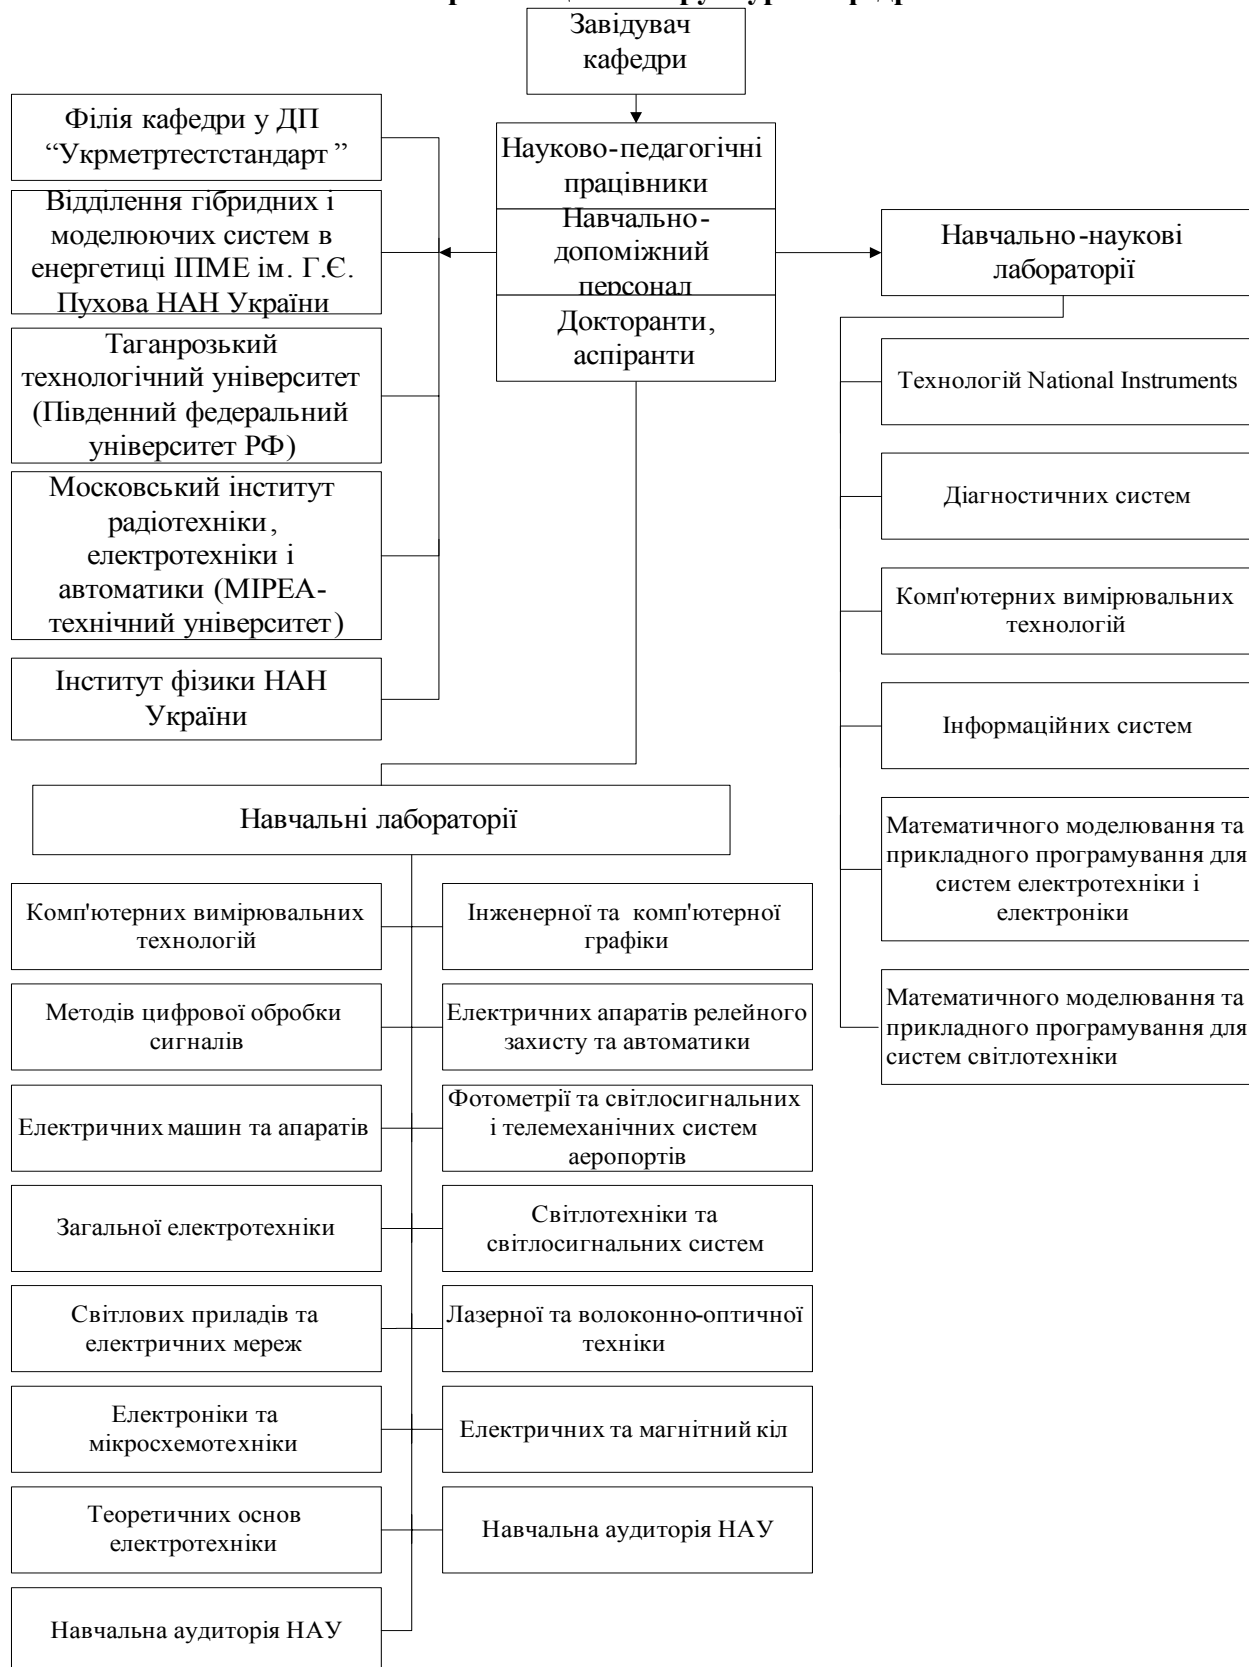 Завідувач
кафедри
Філія кафедри у ДП
“Укрметртестстандарт ”
Відділення гібридних і
моделюючих систем в
енергетиці ІПМЕ ім. Г.Є.
Пухова НАН України
Таганрозький
технологічний університет
(Південний федеральний
університет РФ)
Московський інститут
радіотехніки,
електротехніки і
автоматики (МІРЕА-
технічний університет)
Інститут фізики НАН
України
Науково-педагогічні
працівники
Навчально-
допоміжний
персонал
Докторанти,
аспіранти
Навчально-наукові
лабораторії
Технологій National Instruments
Діагностичних систем
Комп'ютерних вимірювальних
технологій
Інформаційних систем
Математичного моделювання та
прикладного програмування для
систем електротехніки і
електроніки
Математичного моделювання та
прикладного програмування для
систем світлотехніки
Навчальні лабораторії
Комп'ютерних вимірювальних
технологій
Інженерної та комп'ютерної
графіки
Методів цифрової обробки
сигналів
Електричних апаратів релейного
захисту та автоматики
Електричних машин та апаратів
Фотометрії та світлосигнальних
і телемеханічних систем
аеропортів
Загальної електротехніки
Світлотехніки та
світлосигнальних систем
Світлових приладів та
електричних мереж
Лазерної та волоконно-оптичної
техніки
Електроніки та
мікросхемотехніки
Електричних та магнітний кіл
Теоретичних основ
електротехніки
Навчальна аудиторія НАУ
Навчальна аудиторія НАУ